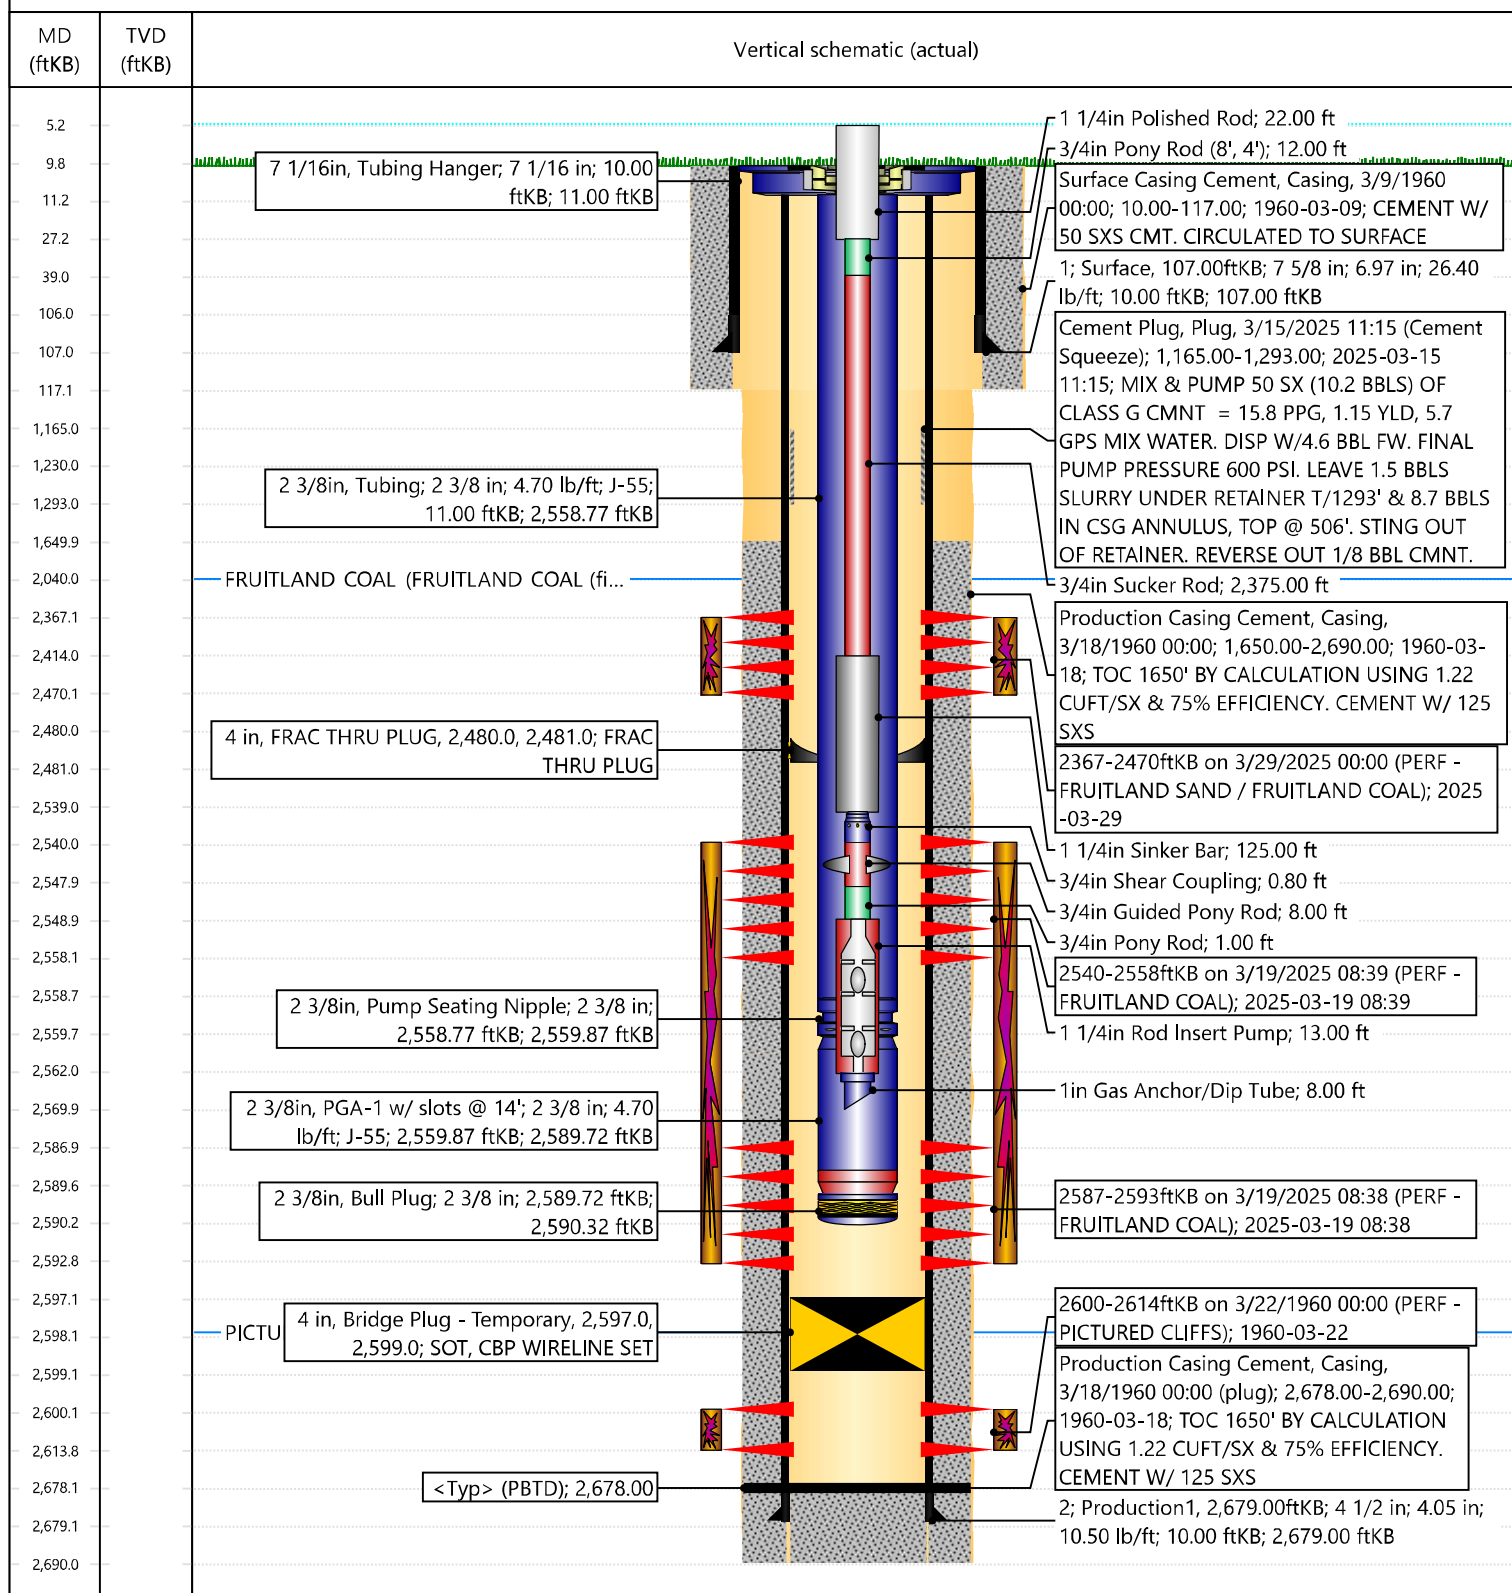 MD
(ftKB)
TVD
(ftKB)
Vertical schematic (actual)
5.2
9.8
11.2
27.2
39.0
106.0
107.0
117.1
1,165.0
1,230.0
1,293.0
1,649.9
2,040.0
2,367.1
2,414.0
2,470.1
2,480.0
2,481.0
2,539.0
2,540.0
2,547.9
2,548.9
2,558.1
2,558.7
2,559.7
2,562.0
2,569.9
2,586.9
2,589.6
2,590.2
2,592.8
2,597.1
2,598.1
2,599.1
2,600.1
2,613.8
2,678.1
2,679.1
2,690.0
7 1/16in, Tubing Hanger; 7 1/16 in; 10.00
ftKB; 11.00 ftKB
2 3/8in, Tubing; 2 3/8 in; 4.70 lb/ft; J-55;
11.00 ftKB; 2,558.77 ftKB
FRUITLAND COAL (FRUITLAND COAL (fi...
4 in, FRAC THRU PLUG, 2,480.0, 2,481.0; FRAC
THRU PLUG
2 3/8in, Pump Seating Nipple; 2 3/8 in;
2,558.77 ftKB; 2,559.87 ftKB
2 3/8in, PGA-1 w/ slots @ 14'; 2 3/8 in; 4.70
lb/ft; J-55; 2,559.87 ftKB; 2,589.72 ftKB
2 3/8in, Bull Plug; 2 3/8 in; 2,589.72 ftKB;
2,590.32 ftKB
PICTU
4 in, Bridge Plug - Temporary, 2,597.0,
2,599.0; SOT, CBP WIRELINE SET
<Typ> (PBTD); 2,678.00
1 1/4in Polished Rod; 22.00 ft
3/4in Pony Rod (8', 4'); 12.00 ft
Surface Casing Cement, Casing, 3/9/1960
00:00; 10.00-117.00; 1960-03-09; CEMENT W/
50 SXS CMT. CIRCULATED TO SURFACE
1; Surface, 107.00ftKB; 7 5/8 in; 6.97 in; 26.40
lb/ft; 10.00 ftKB; 107.00 ftKB
Cement Plug, Plug, 3/15/2025 11:15 (Cement
Squeeze); 1,165.00-1,293.00; 2025-03-15
11:15; MIX & PUMP 50 SX (10.2 BBLS) OF
CLASS G CMNT = 15.8 PPG, 1.15 YLD, 5.7
GPS MIX WATER. DISP W/4.6 BBL FW. FINAL
PUMP PRESSURE 600 PSI. LEAVE 1.5 BBLS
SLURRY UNDER RETAINER T/1293' & 8.7 BBLS
IN CSG ANNULUS, TOP @ 506'. STING OUT
OF RETAINER. REVERSE OUT 1/8 BBL CMNT.
3/4in Sucker Rod; 2,375.00 ft
Production Casing Cement, Casing,
3/18/1960 00:00; 1,650.00-2,690.00; 1960-03-
18; TOC 1650' BY CALCULATION USING 1.22
CUFT/SX & 75% EFFICIENCY. CEMENT W/ 125
SXS
2367-2470ftKB on 3/29/2025 00:00 (PERF -
FRUITLAND SAND / FRUITLAND COAL); 2025
-03-29
1 1/4in Sinker Bar; 125.00 ft
3/4in Shear Coupling; 0.80 ft
3/4in Guided Pony Rod; 8.00 ft
3/4in Pony Rod; 1.00 ft
2540-2558ftKB on 3/19/2025 08:39 (PERF -
FRUITLAND COAL); 2025-03-19 08:39
1 1/4in Rod Insert Pump; 13.00 ft
1in Gas Anchor/Dip Tube; 8.00 ft
2587-2593ftKB on 3/19/2025 08:38 (PERF -
FRUITLAND COAL); 2025-03-19 08:38
2600-2614ftKB on 3/22/1960 00:00 (PERF -
PICTURED CLIFFS); 1960-03-22
Production Casing Cement, Casing,
3/18/1960 00:00 (plug); 2,678.00-2,690.00;
1960-03-18; TOC 1650' BY CALCULATION
USING 1.22 CUFT/SX & 75% EFFICIENCY.
CEMENT W/ 125 SXS
2; Production1, 2,679.00ftKB; 4 1/2 in; 4.05 in;
10.50 lb/ft; 10.00 ftKB; 2,679.00 ftKB